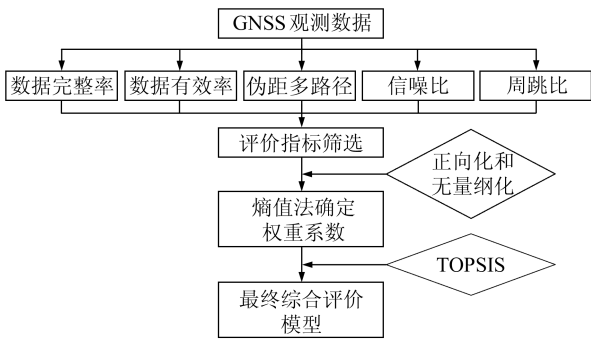 GNSS 观测数据
数据完整率
数据有效率
伪距多路径
信噪比
周跳比
评价指标筛选
正向化和
无量纲化
熵值法确定
权重系数
TOPSIS
最终综合评价
模型